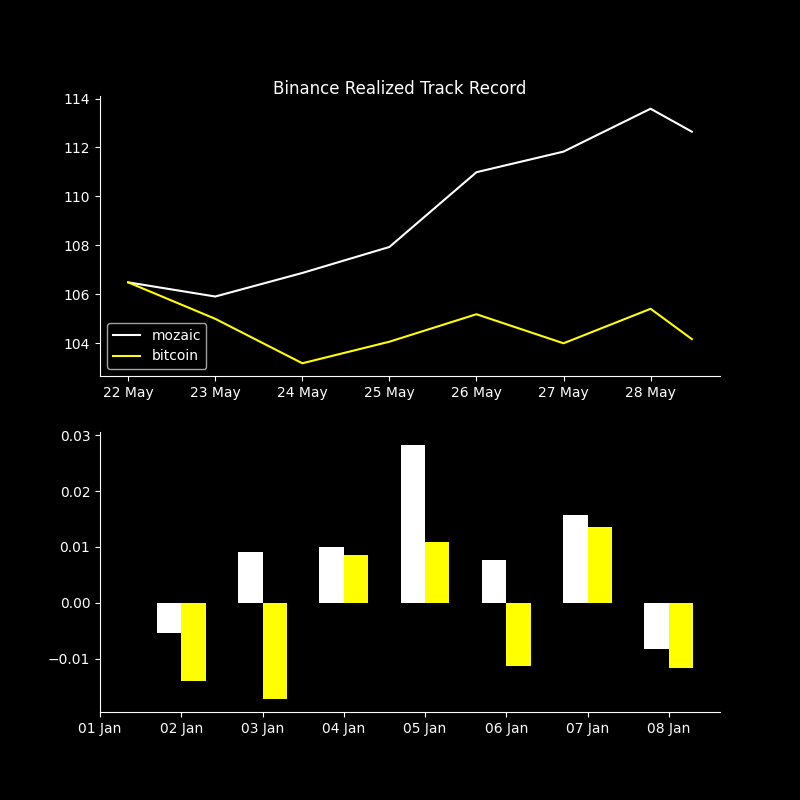 Binance Realized Track Record
114
112
110
108
106
104
mozaic
bitcoin
22 May 23 May 24 May 25 May 26 May 27 May 28 May
0.03
0.02
0.01
0.00
−0.01
01 Jan 02 Jan 03 Jan 04 Jan 05 Jan 06 Jan 07 Jan 08 Jan